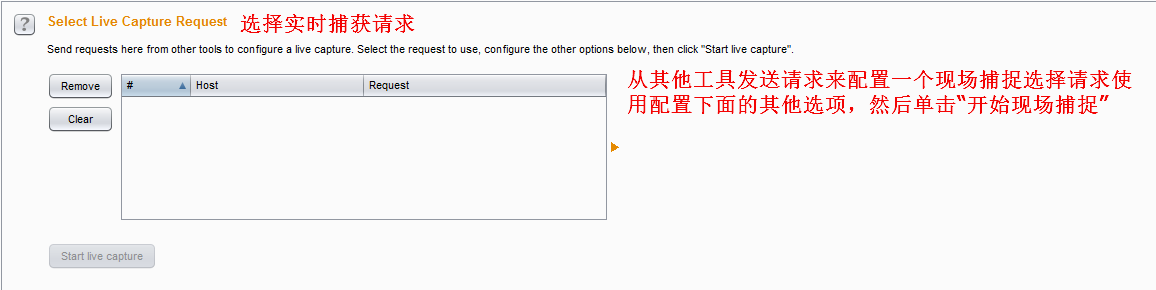 ?
Select Live Capture Request 选择实时捕获请求
Send requests here from other tools to configure a live capture. Select the request to use, configure the other options below, then click "Start live capture".
Remove
Clear
# Host Request
从其他工具发送请求来配置一个现场捕捉选择请求使
用配置下面的其他选项，然后单击“开始现场捕捉”
Start live capture